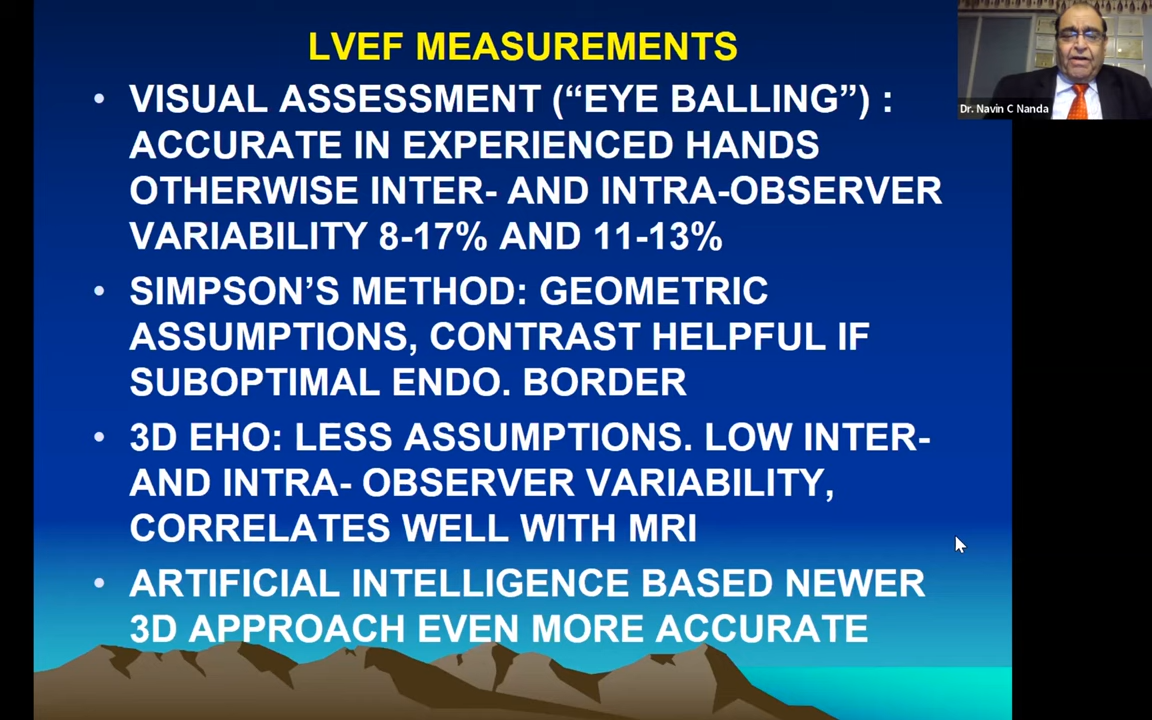 LVEF MEASUREMENTS
• VISUAL ASSESSMENT (“EYE BALLING”) :
ACCURATE IN EXPERIENCED HANDS
OTHERWISE INTER- AND INTRA-OBSERVER
VARIABILITY 8-17% AND 11-13%
• SIMPSON’S METHOD: GEOMETRIC
ASSUMPTIONS, CONTRAST HELPFUL IF
SUBOPTIMAL ENDO. BORDER
• 3D EHO: LESS ASSUMPTIONS. LOW INTER-
AND INTRA- OBSERVER VARIABILITY,
CORRELATES WELL WITH MRI
• ARTIFICIAL INTELLIGENCE BASED NEWER
3D APPROACH EVEN MORE ACCURATE
Dr. Navin C Nanda